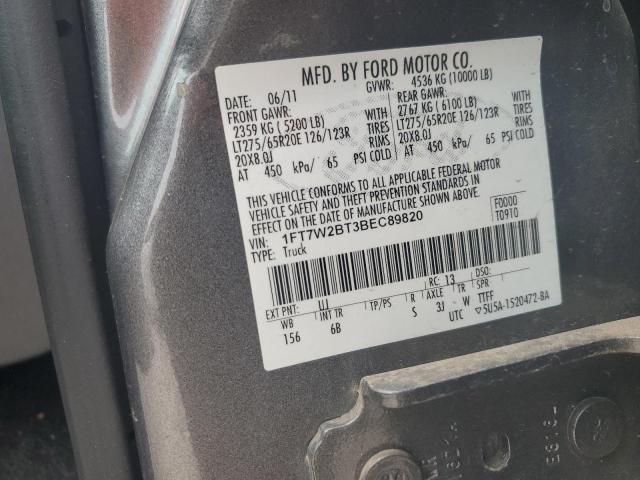 MFD. BY FORD MOTOR CO.
DATE: 06/11 GVWR: 4536 KG (10000 LB)
FRONT GAWR: REAR GAWR:
2359 KG (5200 LB) WITH 2767 KG (6100 LB) WITH
LT275/65R20E 126/123R TIRES LT275/65R20E 126/123R TIRES
20X8.0J RIMS 20X8.0J RIMS
AT 450 kPa/ 65 PSI COLD AT 450 kPa/ 65 PSI COLD
THIS VEHICLE CONFORMS TO ALL APPLICABLE FEDERAL MOTOR
VEHICLE SAFETY AND THEFT PREVENTION STANDARDS IN
EFFECT ON THE DATE OF MANUFACTURE SHOWN ABOVE.
VIN: 1FT7W2BT3BEC89820 F0000
TYPE: Truck T0910
EXT PNT: UJ RC: 13 DSO:
WB INT TR TP/PS R AXLE TR SPR
156 6B S 3J W TTFF
UTC ▽5U5A-1520472-BA